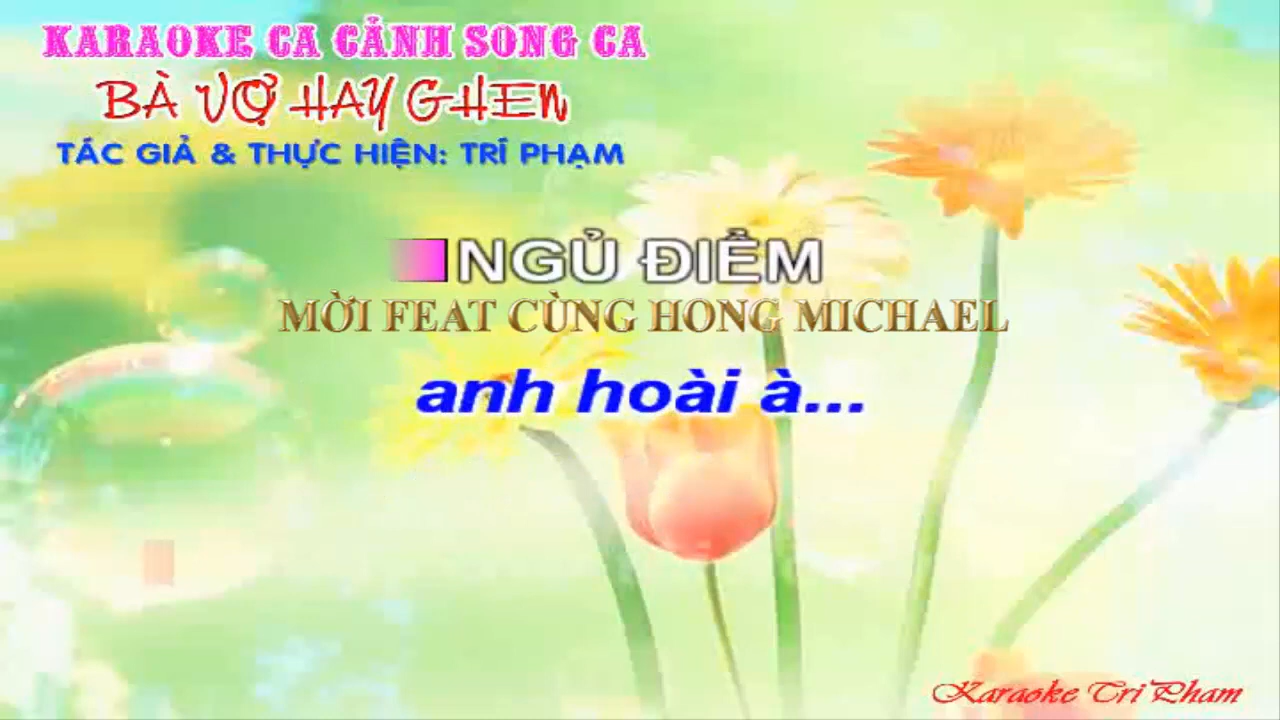 KARAOKE CA CẢNH SONG CA
BÀ VỢ HAY GHEN
TÁC GIẢ & THỰC HIỆN: TRÍ PHẠM
NGỦ ĐIỂM
MỜI FEAT CÙNG HONG MICHAEL
anh hoài à...
Karaoke Tri Pham